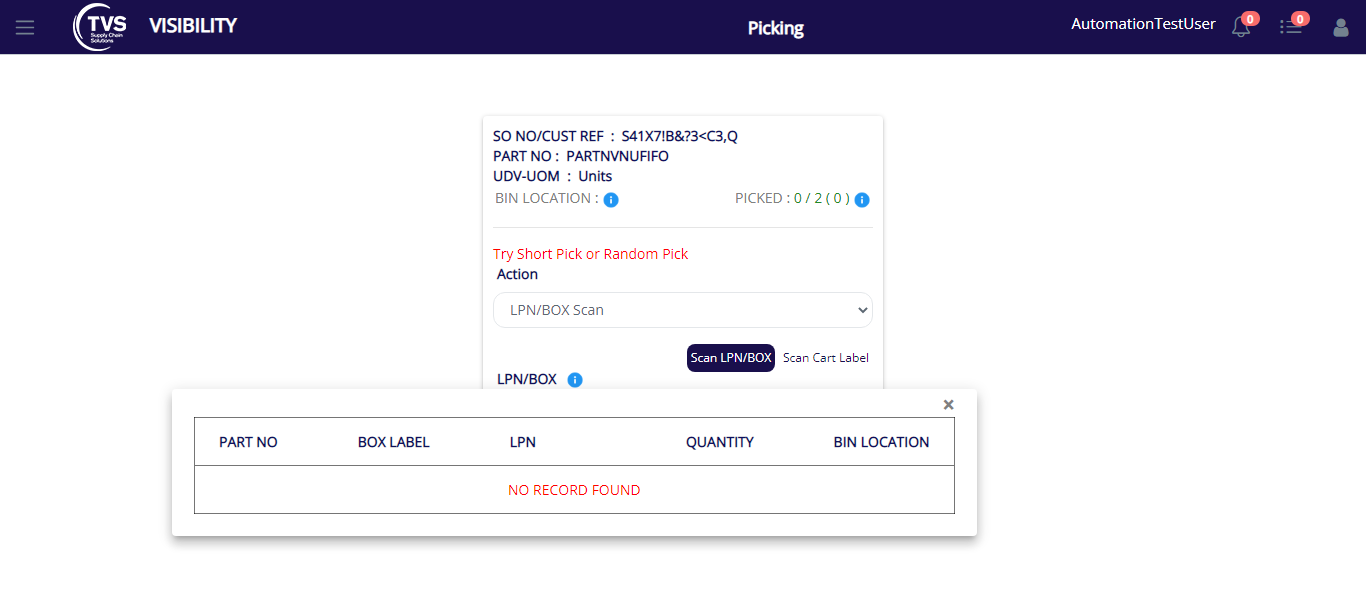 TVS
Supply Chain
Solutions
VISIBILITY
Picking
AutomationTestUser
0
0
SO NO/CUST REF : S41X7!B&?3<C3,Q
PART NO : PARTNVNUFIFO
UDV-UOM : Units
BIN LOCATION : i PICKED : 0 / 2 ( 0 ) i
Try Short Pick or Random Pick
Action
LPN/BOX Scan
Scan LPN/BOX Scan Cart Label
LPN/BOX i
×
PART NO BOX LABEL LPN QUANTITY BIN LOCATION
NO RECORD FOUND